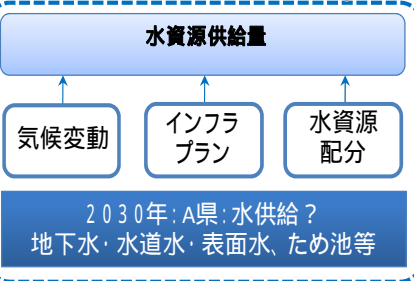 水資源供給量
気候変動
インフラ
プラン
水資源
配分
2030年:A県:水供給?
地下水・水道水・表面水、ため池等